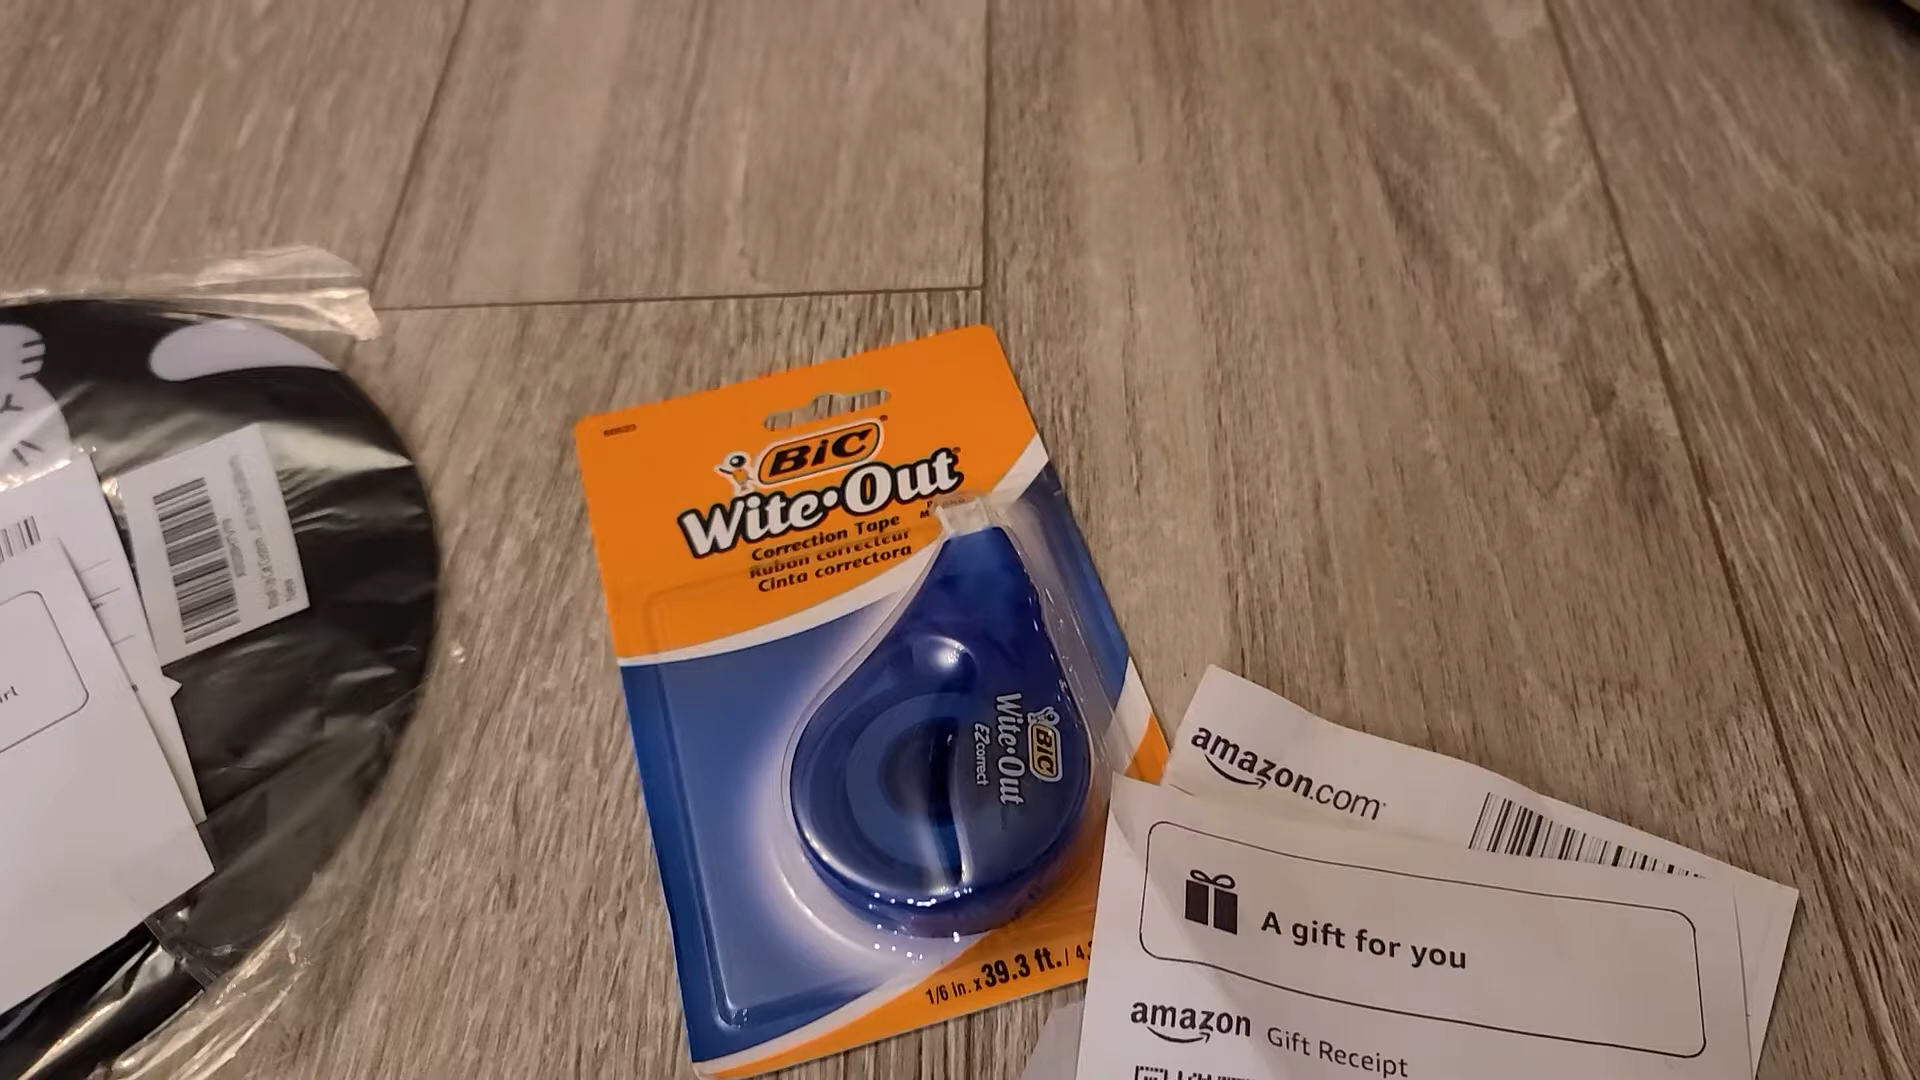 BIC
Wite·Out
Correction Tape
Ruban correcteur
Cinta correctora
BIC
Wite·Out
EZcorrect
1/6 in. x 39.3 ft. /
amazon.com
A gift for you
amazon Gift Receipt